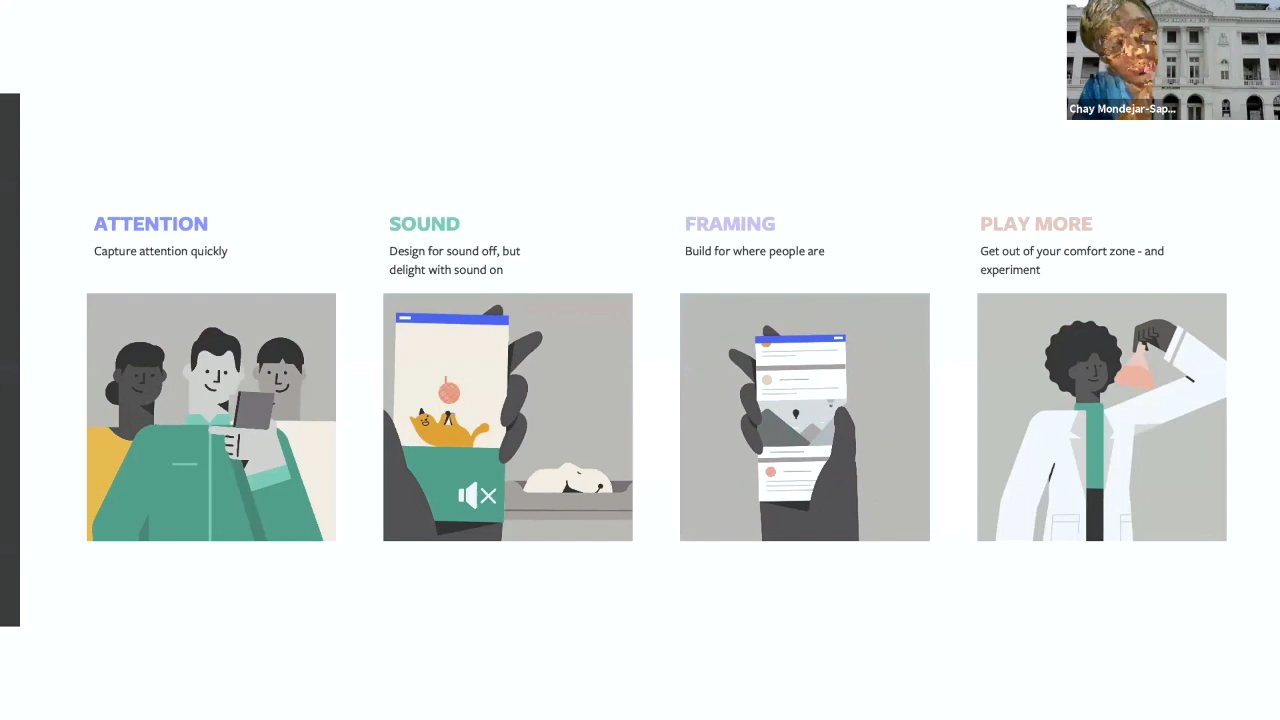 Chay Mondejar-Sap...
ATTENTION
Capture attention quickly
SOUND
Design for sound off, but
delight with sound on
FRAMING
Build for where people are
PLAY MORE
Get out of your comfort zone - and
experiment